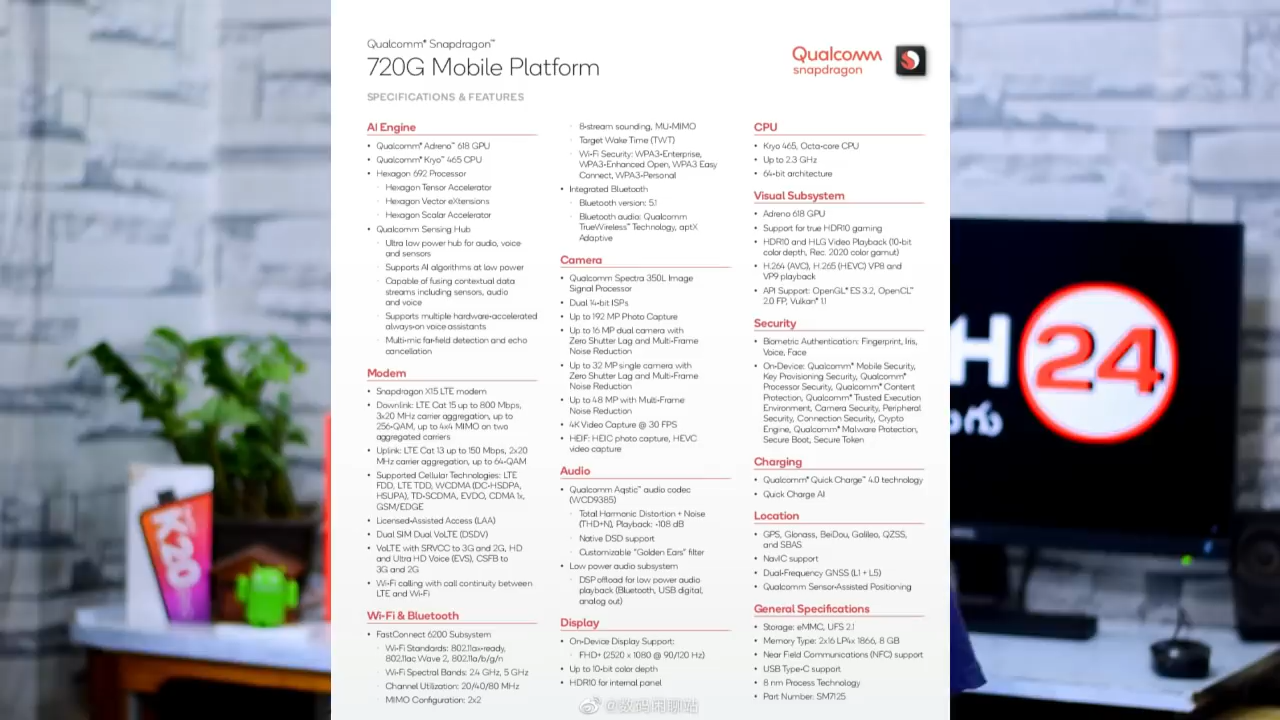 Qualcomm® Snapdragon™
720G Mobile Platform
SPECIFICATIONS & FEATURES
Qualcomm
snapdragon
AI Engine
• Qualcomm® Adreno™ 618 GPU
• Qualcomm® Kryo™ 465 CPU
• Hexagon 692 Processor
· Hexagon Tensor Accelerator
· Hexagon Vector eXtensions
· Hexagon Scalar Accelerator
• Qualcomm Sensing Hub
· Ultra low power hub for audio, voice
and sensors
· Supports AI algorithms at low power
· Capable of fusing contextual data
streams including sensors, audio
and voice
· Supports multiple hardware-accelerated
always-on voice assistants
· Multi-mic far-field detection and echo
cancellation
Modem
• Snapdragon X15 LTE modem
• Downlink: LTE Cat 15 up to 800 Mbps,
3x20 MHz carrier aggregation, up to
256-QAM, up to 4x4 MIMO on two
aggregated carriers
• Uplink: LTE Cat 13 up to 150 Mbps, 2x20
MHz carrier aggregation, up to 64-QAM
• Supported Cellular Technologies: LTE
FDD, LTE TDD, WCDMA (DC-HSDPA,
HSUPA), TD-SCDMA, EVDO, CDMA 1x,
GSM/EDGE
• Licensed-Assisted Access (LAA)
• Dual SIM Dual VoLTE (DSDV)
• VoLTE with SRVCC to 3G and 2G, HD
and Ultra HD Voice (EVS), CSFB to
3G and 2G
• Wi-Fi calling with call continuity between
LTE and Wi-Fi
Wi-Fi & Bluetooth
• FastConnect 6200 Subsystem
· Wi-Fi Standards: 802.11ax-ready,
802.11ac Wave 2, 802.11a/b/g/n
· Wi-Fi Spectral Bands: 2.4 GHz, 5 GHz
· Channel Utilization: 20/40/80 MHz
· MIMO Configuration: 2x2
· 8-stream sounding, MU-MIMO
· Target Wake Time (TWT)
· Wi-Fi Security: WPA3-Enterprise,
WPA3-Enhanced Open, WPA3 Easy
Connect, WPA3-Personal
• Integrated Bluetooth
· Bluetooth version: 5.1
· Bluetooth audio: Qualcomm
TrueWireless™ Technology, aptX
Adaptive
Camera
• Qualcomm Spectra 350L Image
Signal Processor
• Dual 14-bit ISPs
• Up to 192 MP Photo Capture
• Up to 16 MP dual camera with
Zero Shutter Lag and Multi-Frame
Noise Reduction
• Up to 32 MP single camera with
Zero Shutter Lag and Multi-Frame
Noise Reduction
• Up to 48 MP with Multi-Frame
Noise Reduction
• 4K Video Capture @ 30 FPS
• HEIF: HEIC photo capture, HEVC
video capture
Audio
• Qualcomm Aqstic™ audio codec
(WCD9385)
· Total Harmonic Distortion + Noise
(THD+N), Playback: -108 dB
· Native DSD support
· Customizable "Golden Ears" filter
• Low power audio subsystem
· DSP offload for low power audio
playback (Bluetooth, USB digital,
analog out)
Display
• On-Device Display Support:
· FHD+ (2520 x 1080 @ 90/120 Hz)
• Up to 10-bit color depth
• HDR10 for internal panel
CPU
• Kryo 465, Octa-core CPU
• Up to 2.3 GHz
• 64-bit architecture
Visual Subsystem
• Adreno 618 GPU
• Support for true HDR10 gaming
• HDR10 and HLG Video Playback (10-bit
color depth, Rec. 2020 color gamut)
• H.264 (AVC), H.265 (HEVC) VP8 and
VP9 playback
• API Support: OpenGL® ES 3.2, OpenCL™
2.0 FP, Vulkan® 1.1
Security
• Biometric Authentication: Fingerprint, Iris,
Voice, Face
• On-Device: Qualcomm® Mobile Security,
Key Provisioning Security, Qualcomm®
Processor Security, Qualcomm® Content
Protection, Qualcomm® Trusted Execution
Environment, Camera Security, Peripheral
Security, Connection Security, Crypto
Engine, Qualcomm® Malware Protection,
Secure Boot, Secure Token
Charging
• Qualcomm® Quick Charge™ 4.0 technology
• Quick Charge AI
Location
• GPS, Glonass, BeiDou, Galileo, QZSS,
and SBAS
• NavIC support
• Dual-Frequency GNSS (L1 + L5)
• Qualcomm Sensor-Assisted Positioning
General Specifications
• Storage: eMMC, UFS 2.1
• Memory Type: 2x16 LP4x 1866, 8 GB
• Near Field Communications (NFC) support
• USB Type-C support
• 8 nm Process Technology
• Part Number: SM7125
@数码闲聊站
K20
H 24